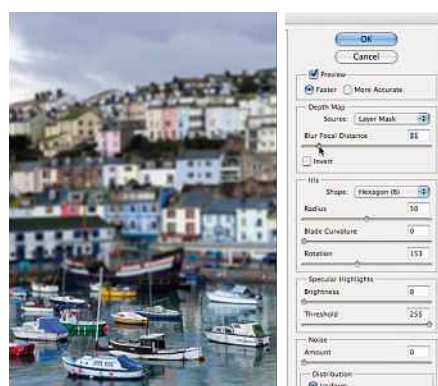 OK
Cancel
Preview
Faster More Accurate
Depth Map
Source: Layer Mask
Blur Focal Distance
Invert
Iris
Shape: Hexagon (6)
Radius 50
Blade Curvature 0
Rotation 153
Specular Highlights
Brightness 0
Threshold 255
Noise
Amount 0
Distribution
Uniform